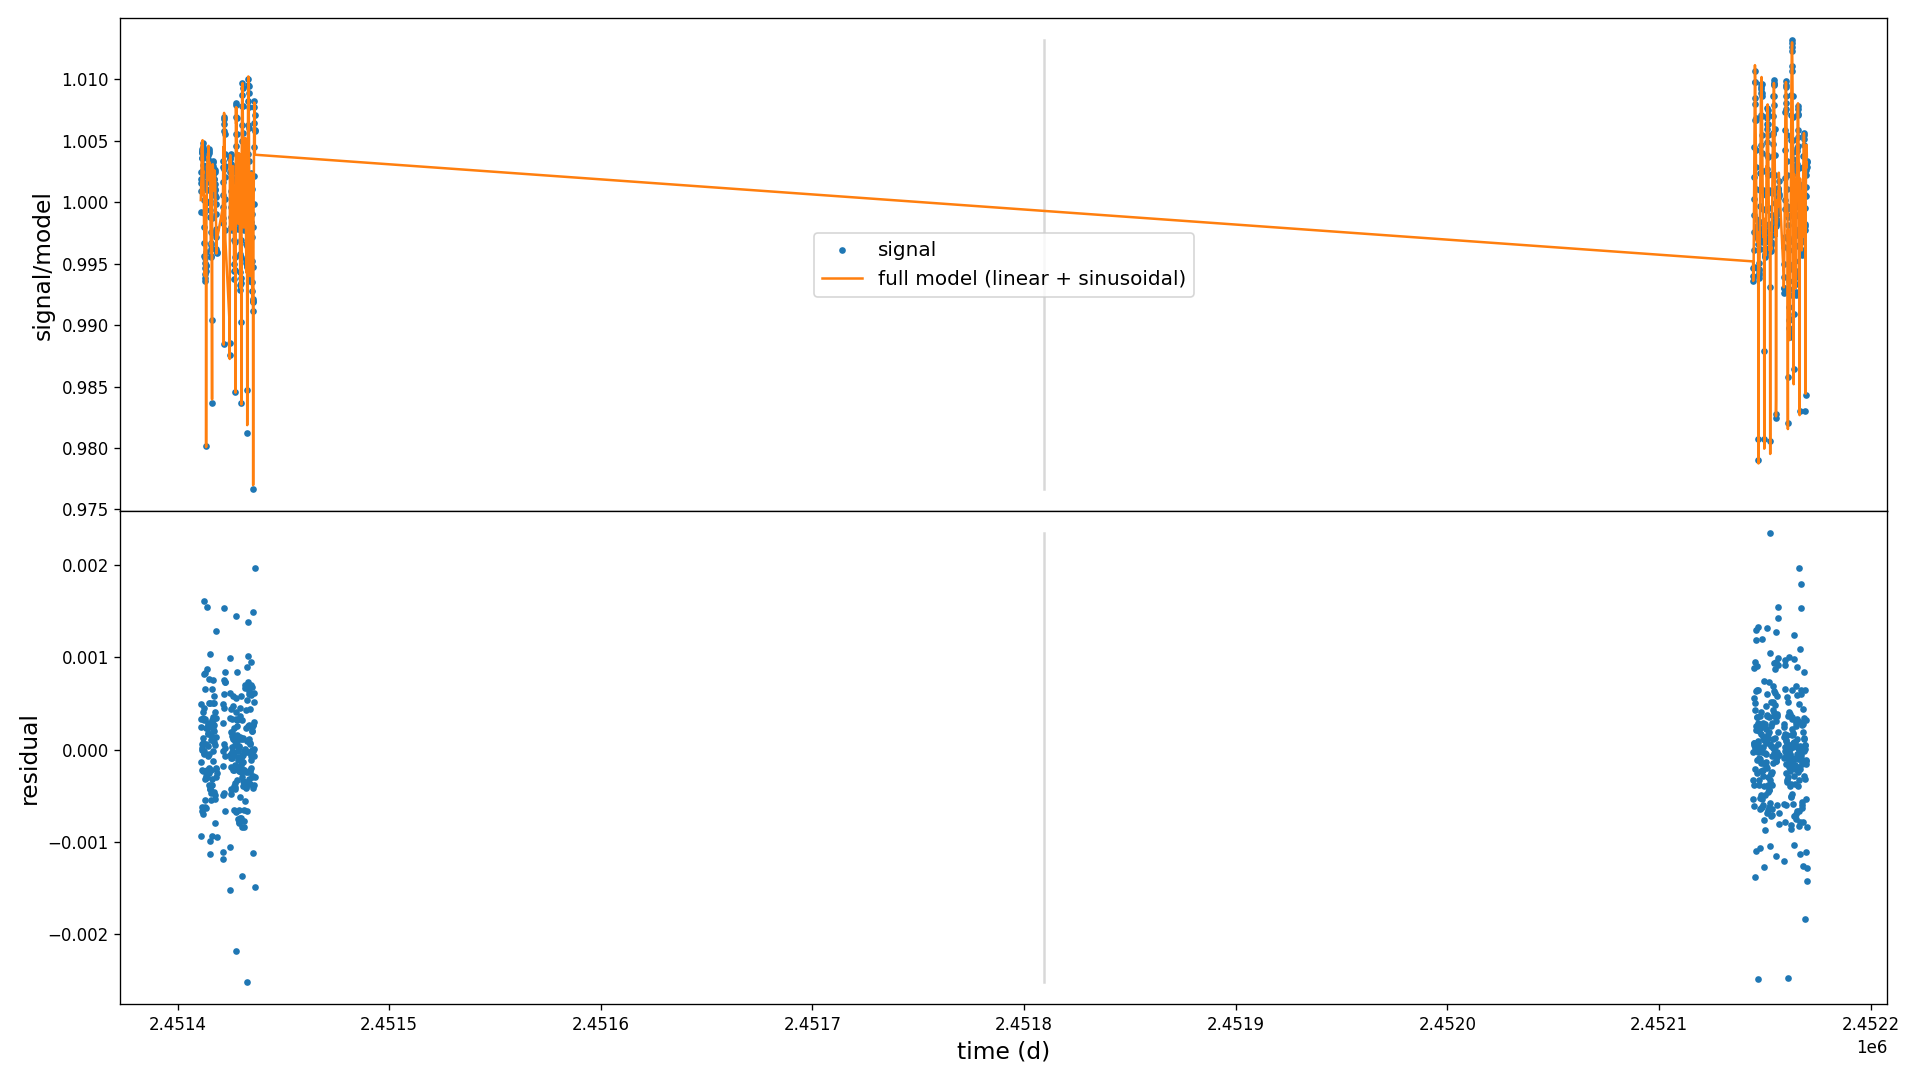 1.010
1.005
1.000
0.995
0.990
0.985
0.980
0.975
signal/model
signal
full model (linear + sinusoidal)
0.002
0.001
0.000
−0.001
−0.002
residual
2.4514 2.4515 2.4516 2.4517 2.4518 2.4519 2.4520 2.4521 2.4522
1e6
time (d)